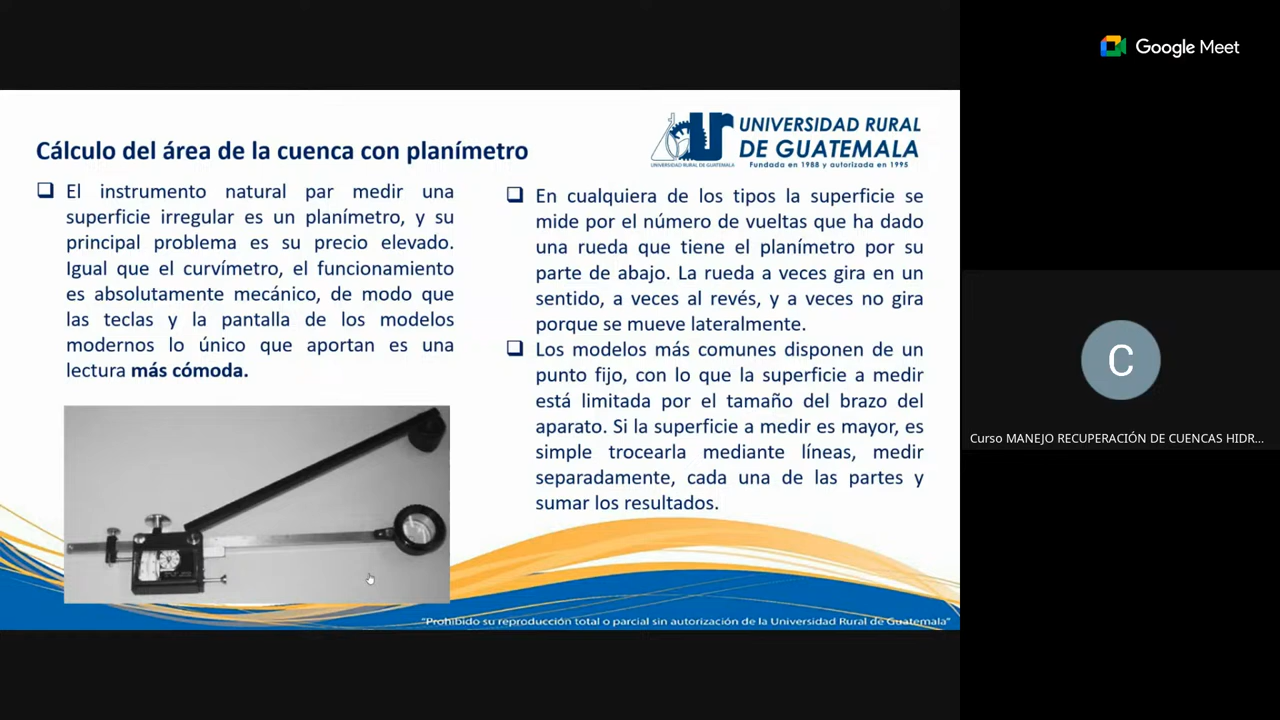 Google Meet
UNIVERSIDAD RURAL
DE GUATEMALA
Fundada en 1988 y autorizada en 1995
UNIVERSIDAD RURAL DE GUATEMALA
Cálculo del área de la cuenca con planímetro
El instrumento natural par medir una
superficie irregular es un planímetro, y su
principal problema es su precio elevado.
Igual que el curvímetro, el funcionamiento
es absolutamente mecánico, de modo que
las teclas y la pantalla de los modelos
modernos lo único que aportan es una
lectura más cómoda.
En cualquiera de los tipos la superficie se
mide por el número de vueltas que ha dado
una rueda que tiene el planímetro por su
parte de abajo. La rueda a veces gira en un
sentido, a veces al revés, y a veces no gira
porque se mueve lateralmente.
Los modelos más comunes disponen de un
punto fijo, con lo que la superficie a medir
está limitada por el tamaño del brazo del
aparato. Si la superficie a medir es mayor, es
simple trocearla mediante líneas, medir
separadamente, cada una de las partes y
sumar los resultados.
"Prohibido su reproducción total o parcial sin autorización de la Universidad Rural de Guatemala"
C
Curso MANEJO RECUPERACIÓN DE CUENCAS HIDR...